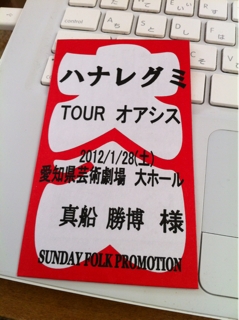 ハナレグミ
TOUR オアシス
2012/1/28(土)
愛知県芸術劇場 大ホール
真船 勝博 様
SUNDAY FOLK PROMOTION